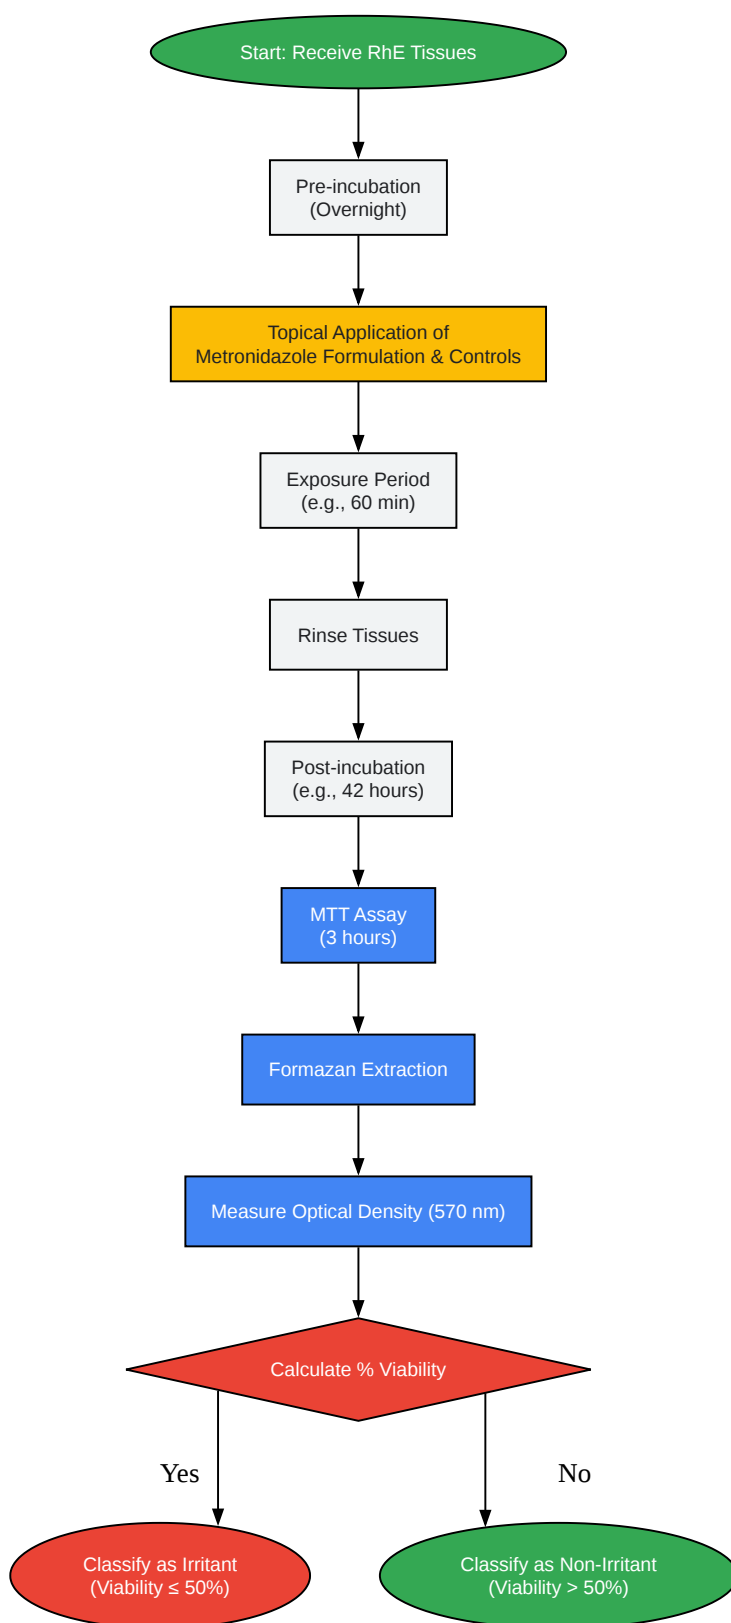 Start: Receive RhE Tissues
Pre-incubation
(Overnight)
Topical Application of
Metronidazole Formulation & Controls
Exposure Period
(e.g., 60 min)
Rinse Tissues
Post-incubation
(e.g., 42 hours)
MTT Assay
(3 hours)
Formazan Extraction
Measure Optical Density (570 nm)
Calculate % Viability
Yes
No
Classify as Irritant
(Viability ≤ 50%)
Classify as Non-Irritant
(Viability > 50%)